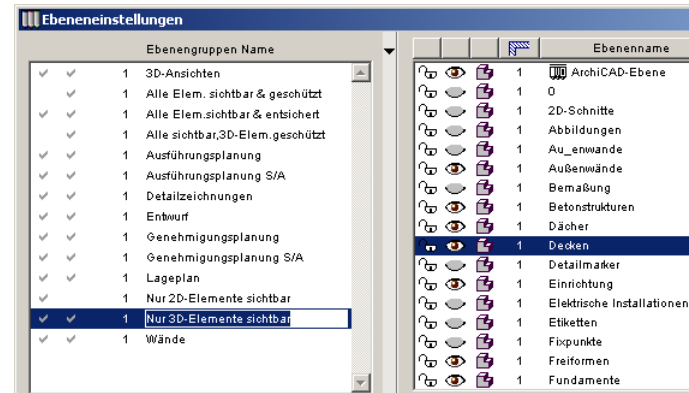 Ebeneneinstellungen
Ebenengruppen Name
1 3D-Ansichten
1 Alle Elem. sichtbar & geschützt
1 Alle Elem.sichtbar & entsichert
1 Alle sichtbar,3D-Elem.geschützt
1 Ausführungsplanung
1 Ausführungsplanung S/A
1 Detailzeichnungen
1 Entwurf
1 Genehmigungsplanung
1 Genehmigungsplanung S/A
1 Lageplan
1 Nur 2D-Elemente sichtbar
1 Nur 3D-Elemente sichtbar
1 Wände
Ebenenname
1 ArchiCAD-Ebene
1 0
1 2D-Schnitte
1 Abbildungen
1 Au_enwande
1 Außenwände
1 Bemaßung
1 Betonstrukturen
1 Dächer
1 Decken
1 Detailmarker
1 Einrichtung
1 Elektrische Installationen
1 Etiketten
1 Fixpunkte
1 Freiformen
1 Fundamente